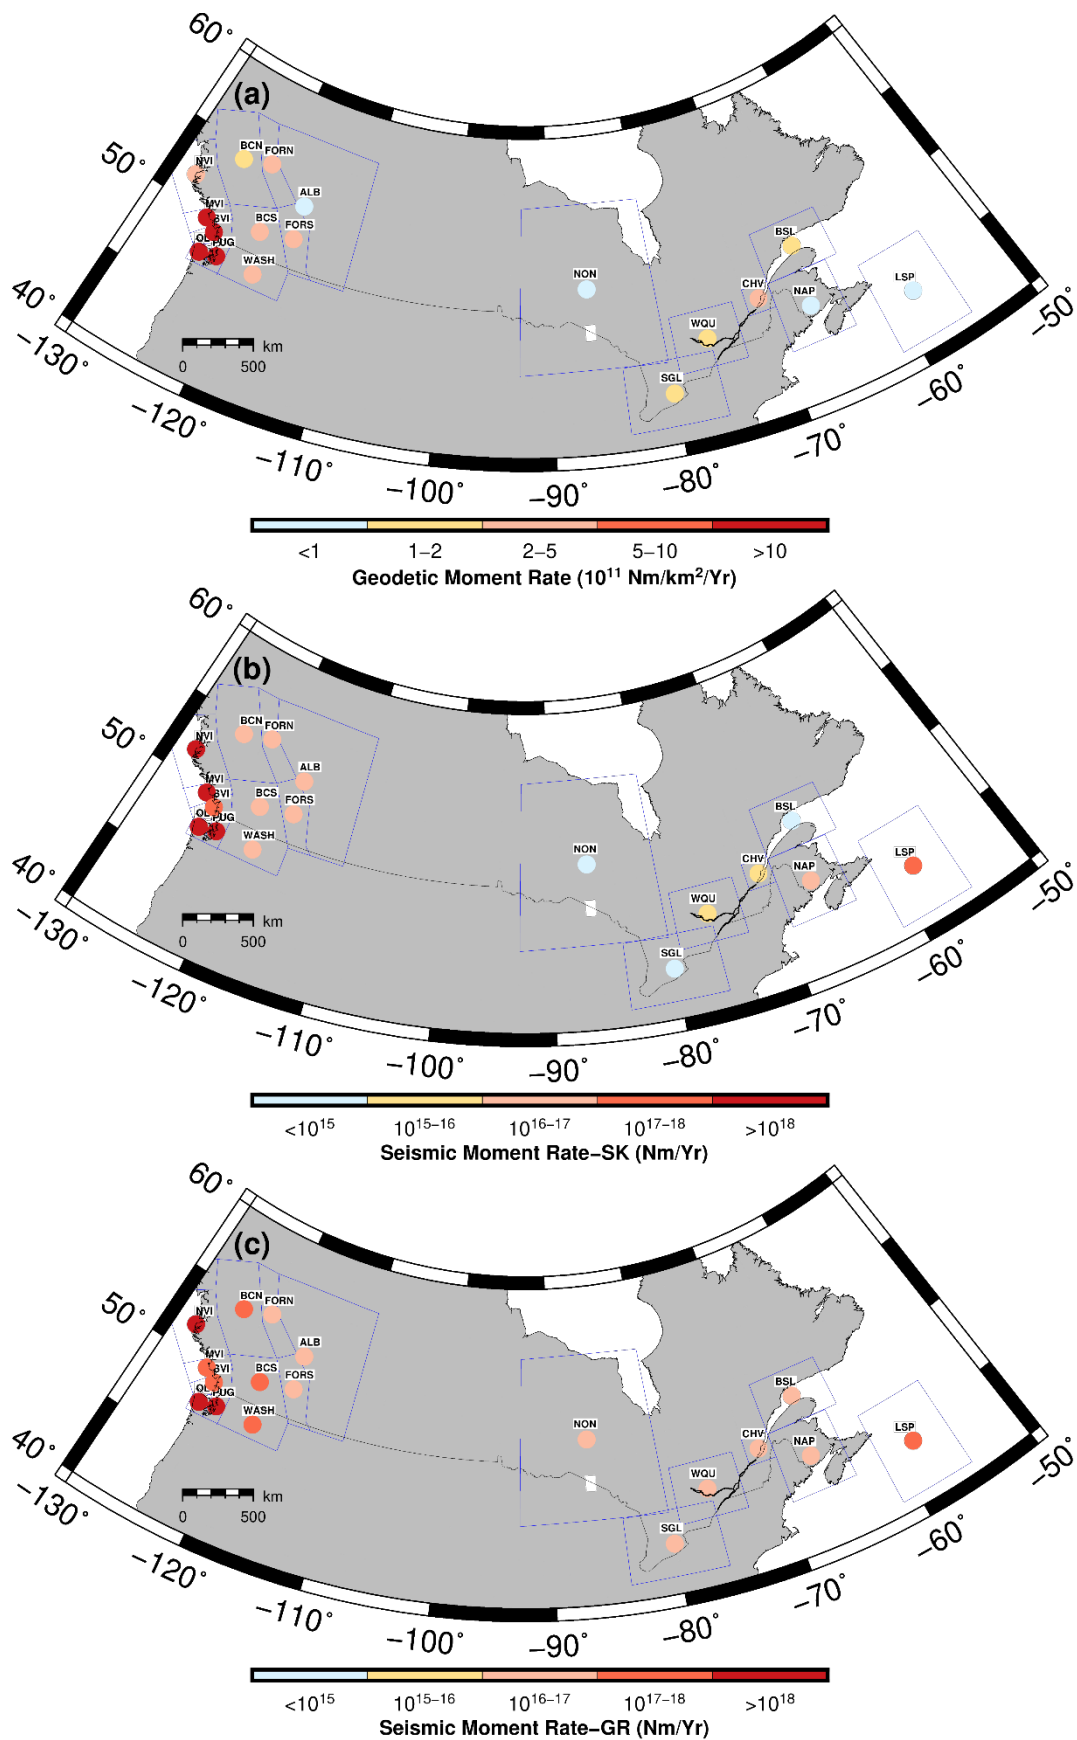 60°
(a)
50°
BCN
FORN
NVI
ALB
MVI
SVI
BCS
FORS
BSL
OL
PUG
WASH
NON
CHV
NAP
LSP
40°
WQU
−50°
−130°
0 500 km
SGL
−60°
−120°
−70°
−110°
−80°
−100°
−90°
<1 1−2 2−5 5−10 >10
Geodetic Moment Rate (10¹¹ Nm/km²/Yr)
60°
(b)
50°
BCN
FORN
NVI
ALB
MVI
SVI
BCS
FORS
BSL
OL
PUG
WASH
NON
CHV
NAP
LSP
40°
WQU
−50°
−130°
0 500 km
SGL
−60°
−120°
−70°
−110°
−80°
−100°
−90°
<10¹⁵ 10¹⁵⁻¹⁶ 10¹⁶⁻¹⁷ 10¹⁷⁻¹⁸ >10¹⁸
Seismic Moment Rate−SK (Nm/Yr)
60°
(c)
50°
BCN
FORN
NVI
ALB
MVI
SVI
BCS
FORS
BSL
OL
PUG
WASH
NON
CHV
NAP
LSP
40°
WQU
−50°
−130°
0 500 km
SGL
−60°
−120°
−70°
−110°
−80°
−100°
−90°
<10¹⁵ 10¹⁵⁻¹⁶ 10¹⁶⁻¹⁷ 10¹⁷⁻¹⁸ >10¹⁸
Seismic Moment Rate−GR (Nm/Yr)